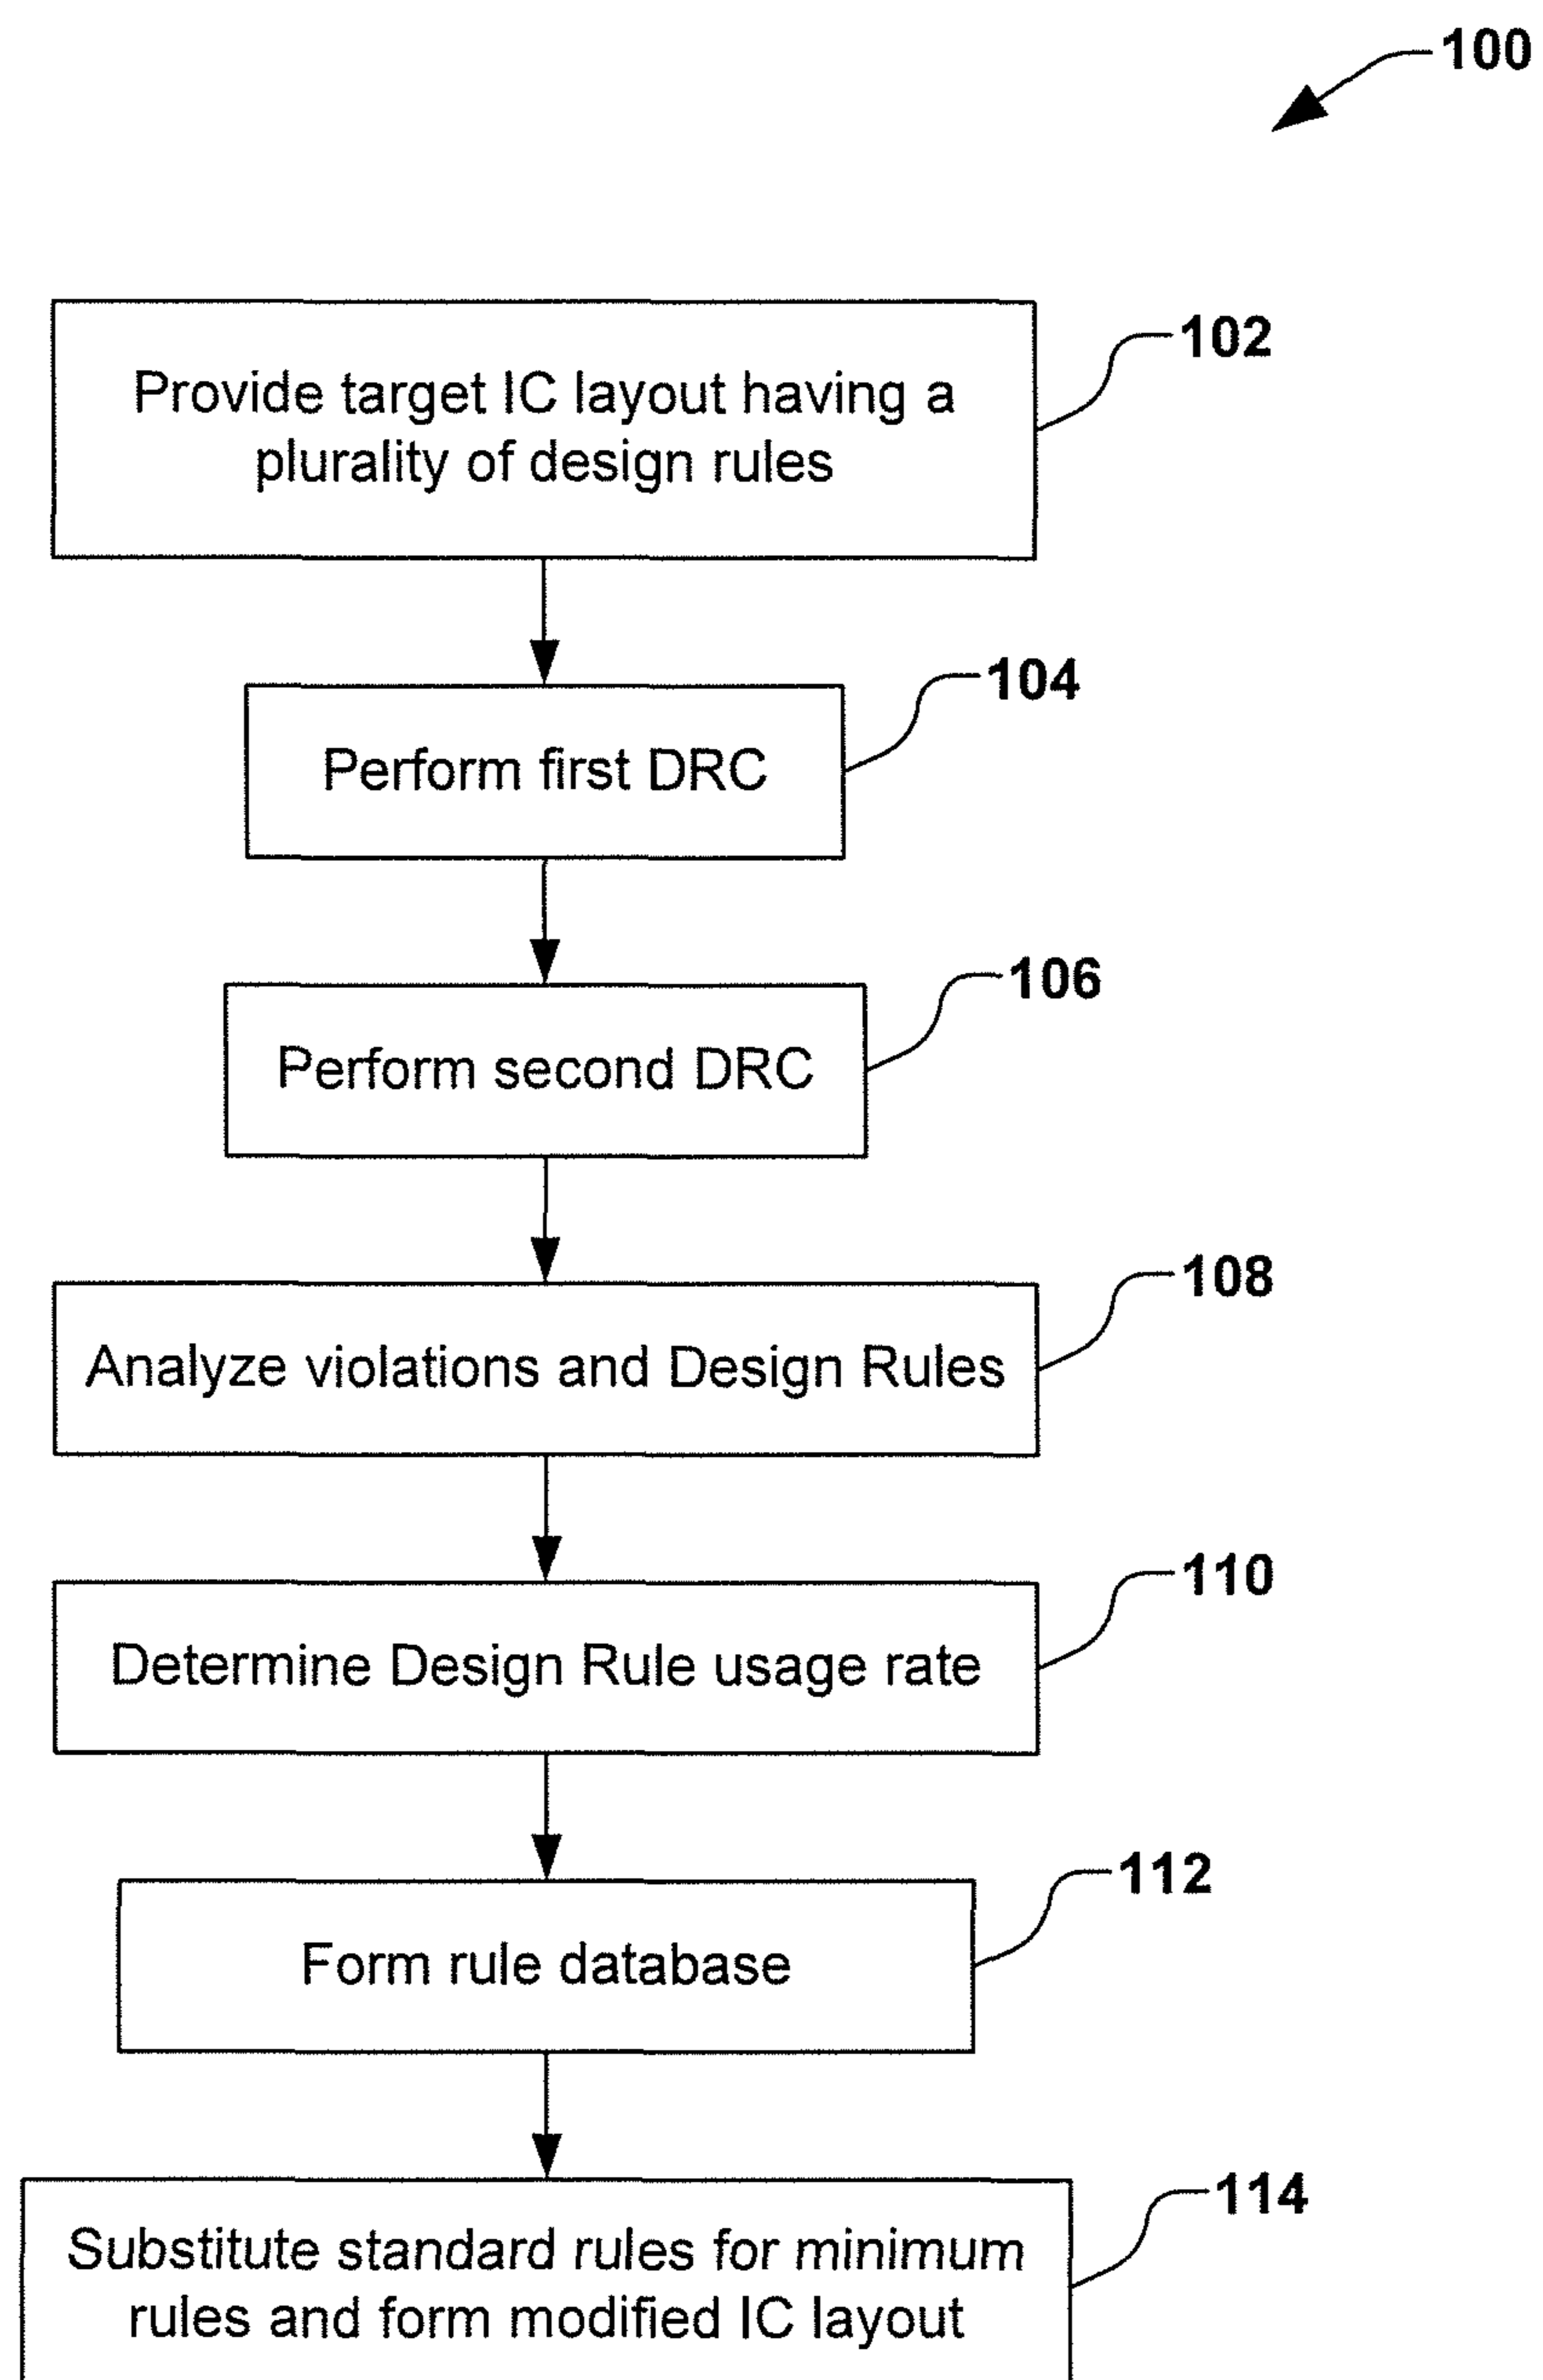 100
102
Provide target IC layout having a
plurality of design rules
104
Perform first DRC
106
Perform second DRC
108
Analyze violations and Design Rules
110
Determine Design Rule usage rate
112
Form rule database
114
Substitute standard rules for minimum
rules and form modified IC layout